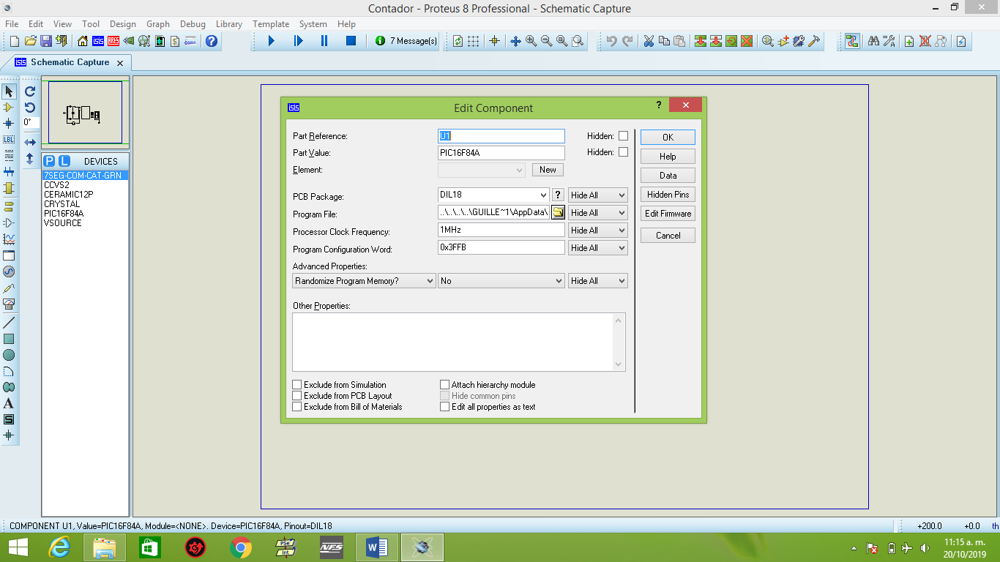 Contador - Proteus 8 Professional - Schematic Capture
File Edit View Tool Design Graph Debug Library Template System Help
7 Message(s)
Schematic Capture
0°
LBL
P L DEVICES
7SEG-COM-CAT-GRN
CCVS2
CERAMIC12P
CRYSTAL
PIC16F84A
VSOURCE
Edit Component
Part Reference: U1 Hidden:
Part Value: PIC16F84A Hidden:
Element: New
PCB Package: DIL18 ? Hide All
Program File: ..\..\..\..\GUILLE~1\AppData\ Hide All
Processor Clock Frequency: 1MHz Hide All
Program Configuration Word: 0x3FFB Hide All
Advanced Properties:
Randomize Program Memory? No Hide All
Other Properties:
Exclude from Simulation Attach hierarchy module
Exclude from PCB Layout Hide common pins
Exclude from Bill of Materials Edit all properties as text
OK
Help
Data
Hidden Pins
Edit Firmware
Cancel
COMPONENT U1, Value=PIC16F84A, Module=<NONE>. Device=PIC16F84A, Pinout=DIL18 +200.0 +0.0 th
PSe
Int
NFS
11:15 a. m.
20/10/2019